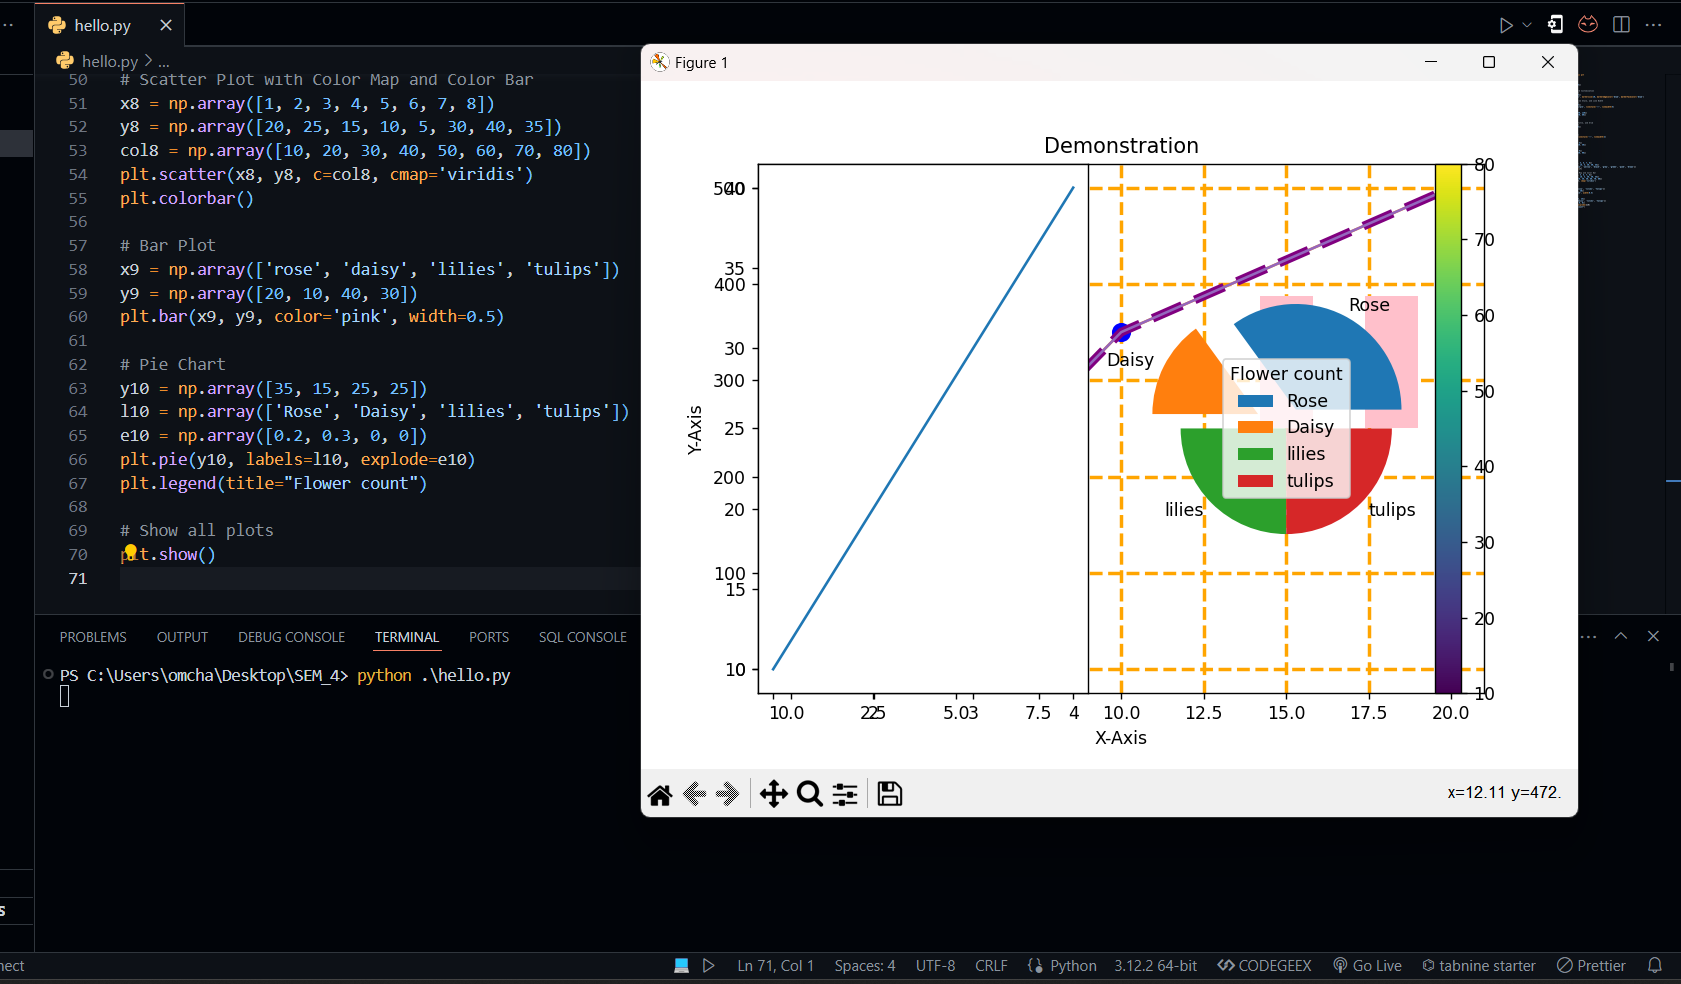 hello.py
hello.py > ...
50 # Scatter Plot with Color Map and Color Bar
51 x8 = np.array([1, 2, 3, 4, 5, 6, 7, 8])
52 y8 = np.array([20, 25, 15, 10, 5, 30, 40, 35])
53 col8 = np.array([10, 20, 30, 40, 50, 60, 70, 80])
54 plt.scatter(x8, y8, c=col8, cmap='viridis')
55 plt.colorbar()
56
57 # Bar Plot
58 x9 = np.array(['rose', 'daisy', 'lilies', 'tulips'])
59 y9 = np.array([20, 10, 40, 30])
60 plt.bar(x9, y9, color='pink', width=0.5)
61
62 # Pie Chart
63 y10 = np.array([35, 15, 25, 25])
64 l10 = np.array(['Rose', 'Daisy', 'lilies', 'tulips'])
65 e10 = np.array([0.2, 0.3, 0, 0])
66 plt.pie(y10, labels=l10, explode=e10)
67 plt.legend(title="Flower count")
68
69 # Show all plots
70 plt.show()
71
PROBLEMS OUTPUT DEBUG CONSOLE TERMINAL PORTS SQL CONSOLE
PS C:\Users\omcha\Desktop\SEM_4> python .\hello.py
Figure 1
Demonstration
40
35
400
30
300
25
200
20
100
15
10
Y-Axis
5.0 3 7.5 4 10.0 12.5 15.0 17.5 20.0
X-Axis
Rose
Daisy
lilies
tulips
Flower count
Rose
Daisy
lilies
tulips
80
70
60
50
40
30
20
10
x=12.11 y=472.
s
nect
Ln 71, Col 1 Spaces: 4 UTF-8 CRLF Python 3.12.2 64-bit CODEGEEX Go Live tabnine starter Prettier